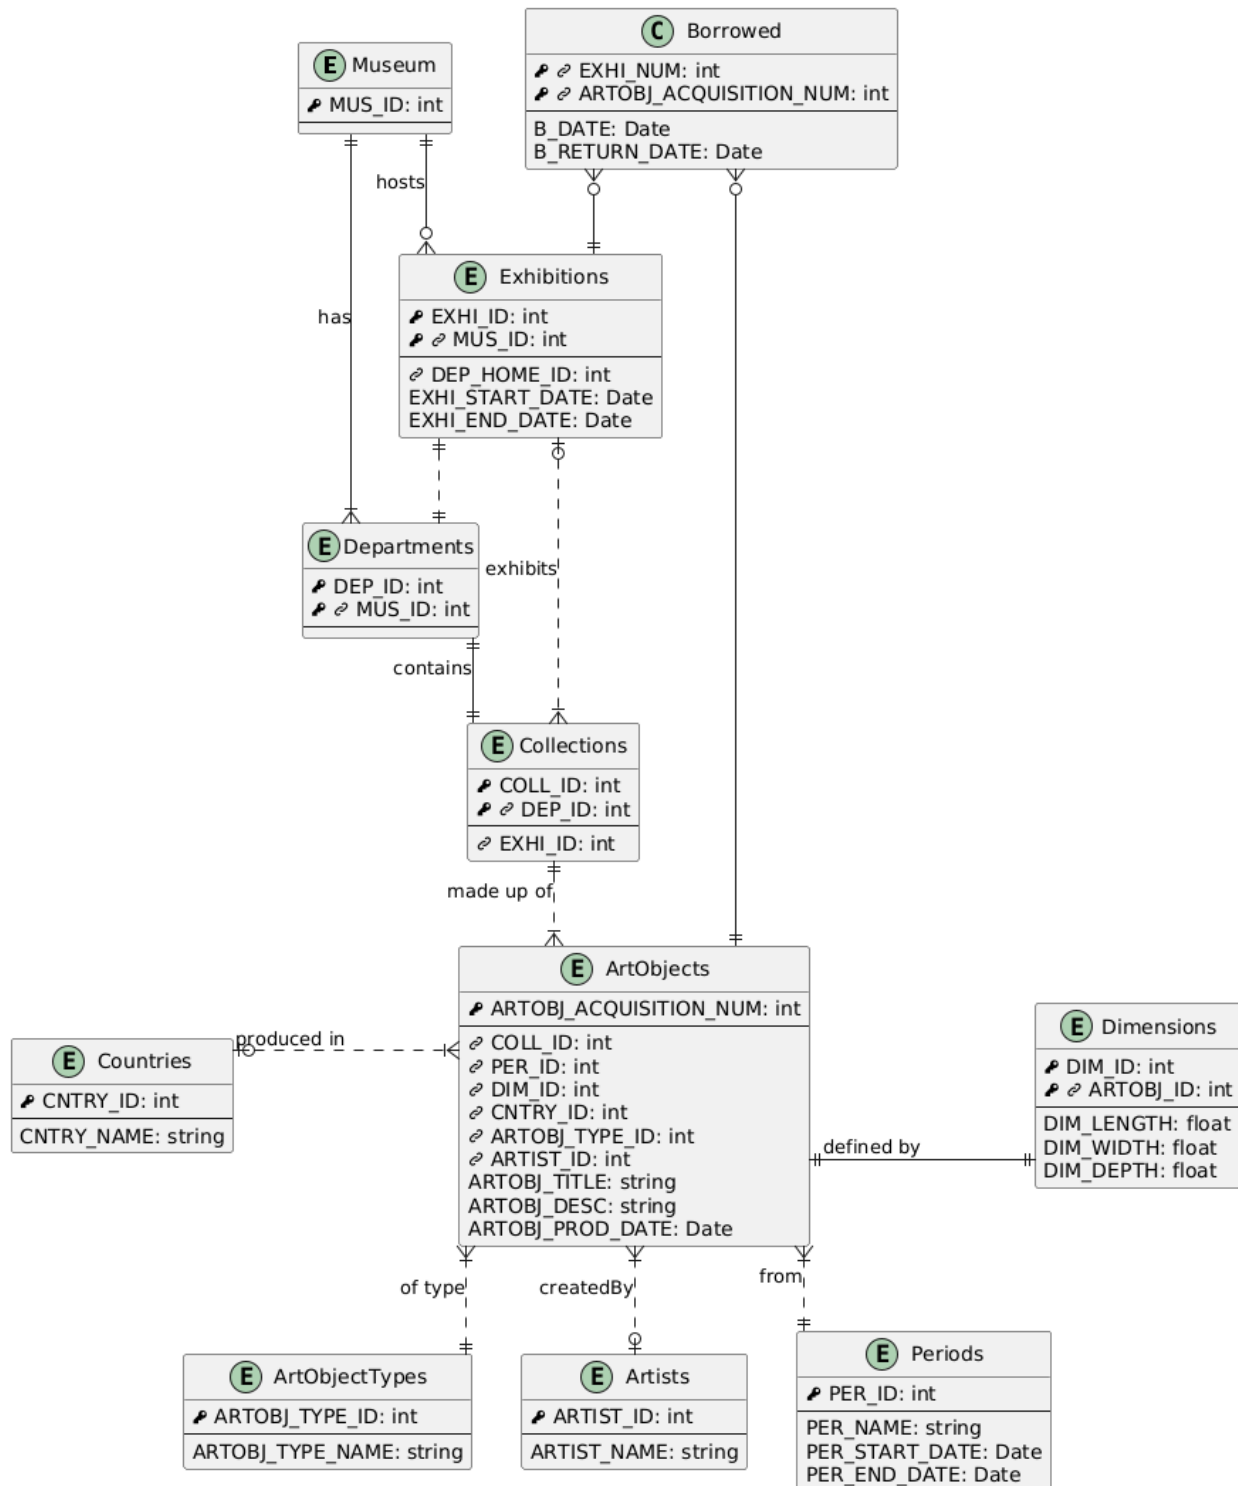 E Museum
MUS_ID: int
C Borrowed
EXHI_NUM: int
ARTOBJ_ACQUISITION_NUM: int
B_DATE: Date
B_RETURN_DATE: Date
hosts
has
E Exhibitions
EXHI_ID: int
MUS_ID: int
DEP_HOME_ID: int
EXHI_START_DATE: Date
EXHI_END_DATE: Date
E Departments
DEP_ID: int
MUS_ID: int
exhibits
contains
E Collections
COLL_ID: int
DEP_ID: int
EXHI_ID: int
made up of
E ArtObjects
ARTOBJ_ACQUISITION_NUM: int
COLL_ID: int
PER_ID: int
DIM_ID: int
CNTRY_ID: int
ARTOBJ_TYPE_ID: int
ARTIST_ID: int
ARTOBJ_TITLE: string
ARTOBJ_DESC: string
ARTOBJ_PROD_DATE: Date
produced in
E Countries
CNTRY_ID: int
CNTRY_NAME: string
E Dimensions
DIM_ID: int
ARTOBJ_ID: int
DIM_LENGTH: float
DIM_WIDTH: float
DIM_DEPTH: float
defined by
of type
createdBy
from
E ArtObjectTypes
ARTOBJ_TYPE_ID: int
ARTOBJ_TYPE_NAME: string
E Artists
ARTIST_ID: int
ARTIST_NAME: string
E Periods
PER_ID: int
PER_NAME: string
PER_START_DATE: Date
PER_END_DATE: Date